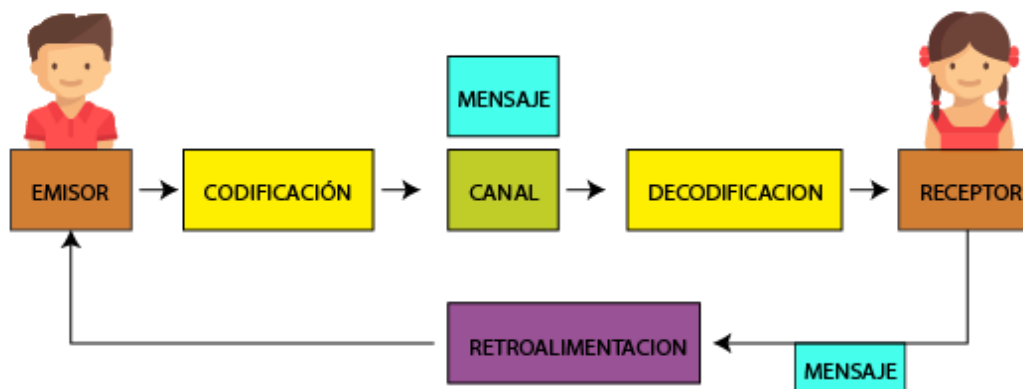 MENSAJE
EMISOR
CODIFICACIÓN
CANAL
DECODIFICACION
RECEPTOR
RETROALIMENTACION
MENSAJE